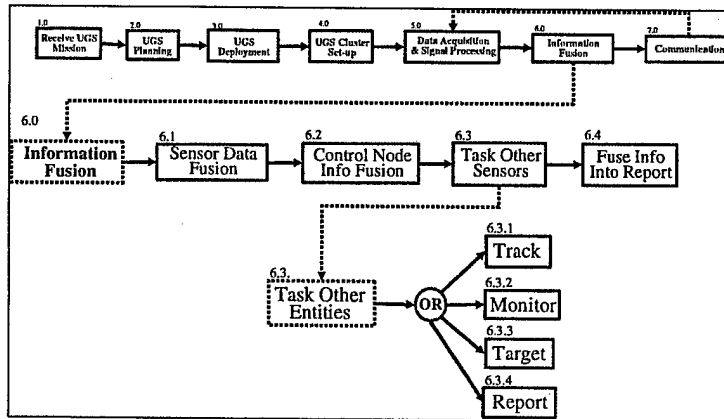 1.0
Receive UGS
Mission
2.0
UGS
Planning
3.0
UGS
Deployment
4.0
UGS Cluster
Set-up
5.0
Data Acquisition
& Signal Processing
6.0
Information
Fusion
7.0
Communication
6.0
Information
Fusion
6.1
Sensor Data
Fusion
6.2
Control Node
Info Fusion
6.3
Task Other
Sensors
6.4
Fuse Info
Into Report
6.3.
Task Other
Entities
OR
6.3.1
Track
6.3.2
Monitor
6.3.3
Target
6.3.4
Report